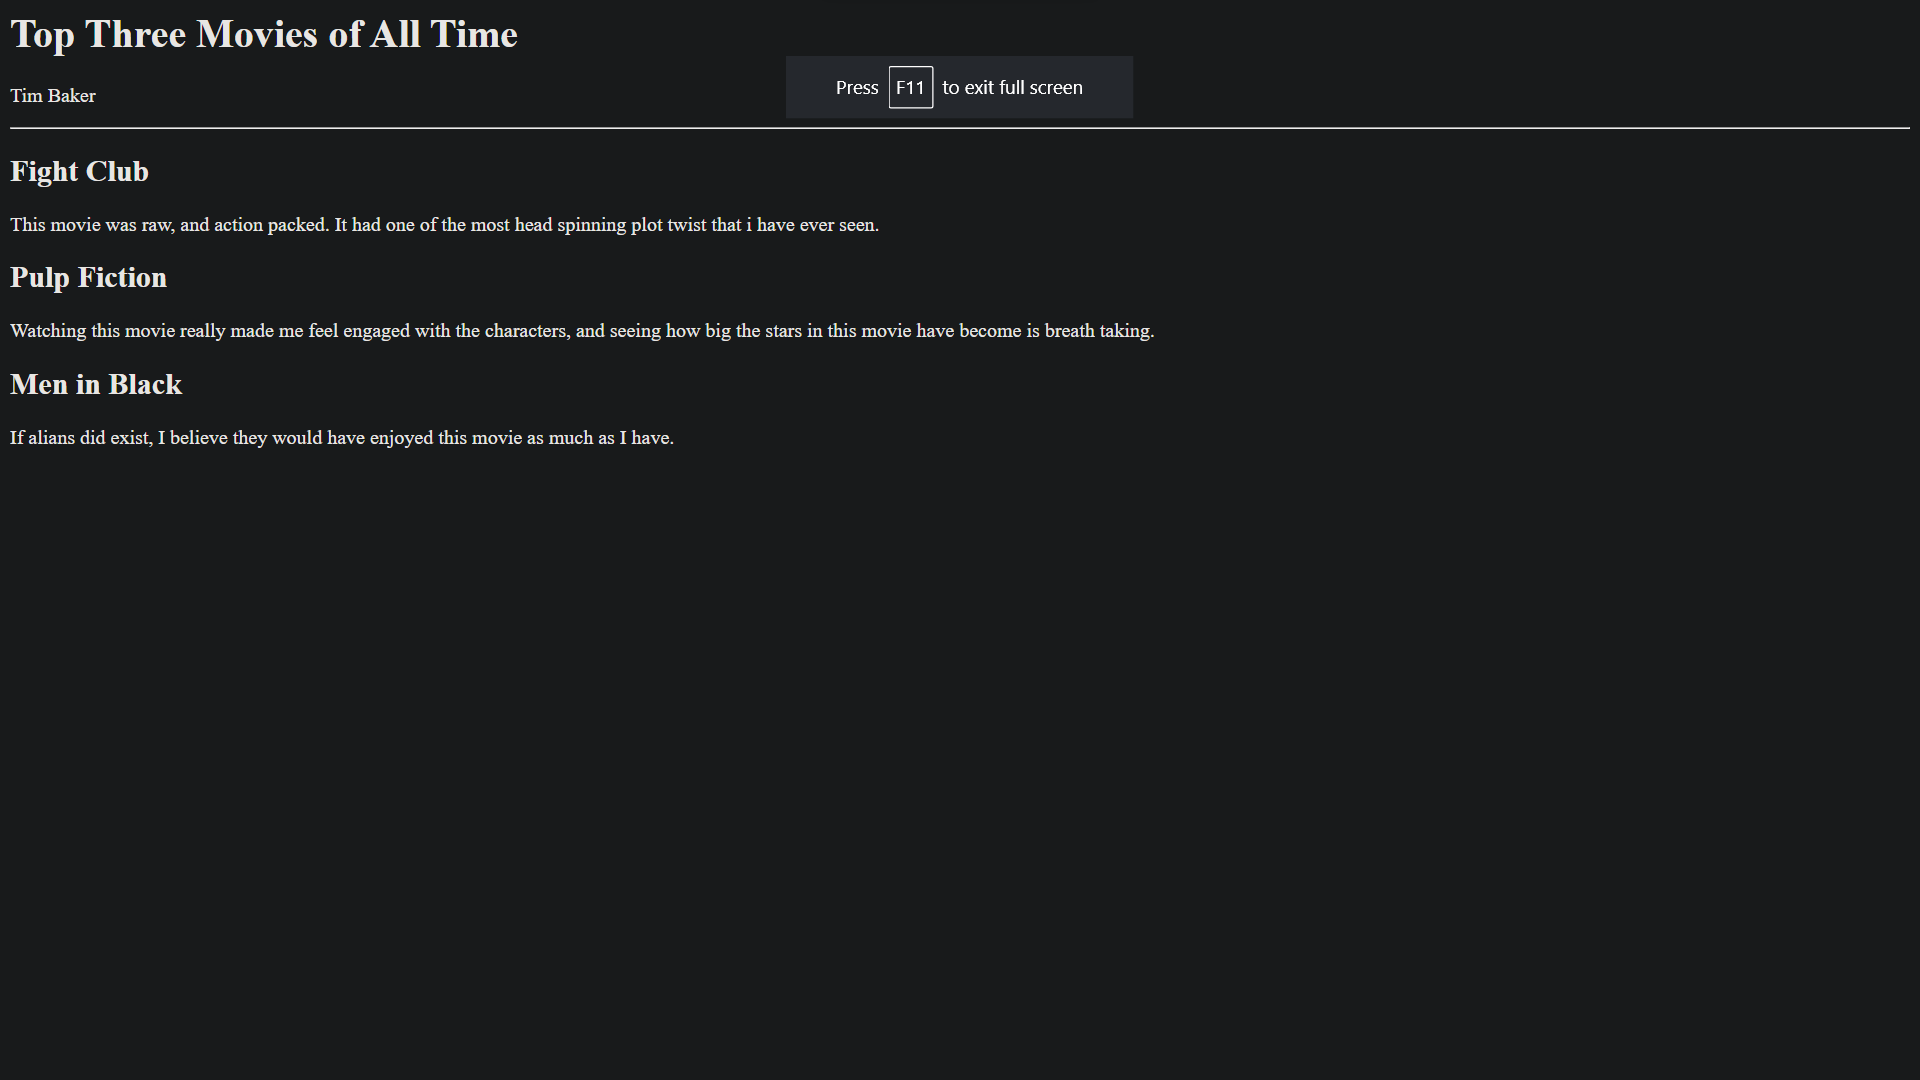 Top Three Movies of All Time
Press F11 to exit full screen
Tim Baker
Fight Club
This movie was raw, and action packed. It had one of the most head spinning plot twist that i have ever seen.
Pulp Fiction
Watching this movie really made me feel engaged with the characters, and seeing how big the stars in this movie have become is breath taking.
Men in Black
If alians did exist, I believe they would have enjoyed this movie as much as I have.